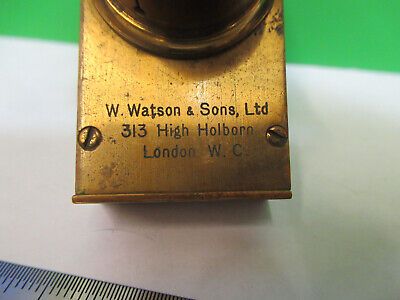 W. Watson & Sons, Ltd
313 High Holborn
London W. C.